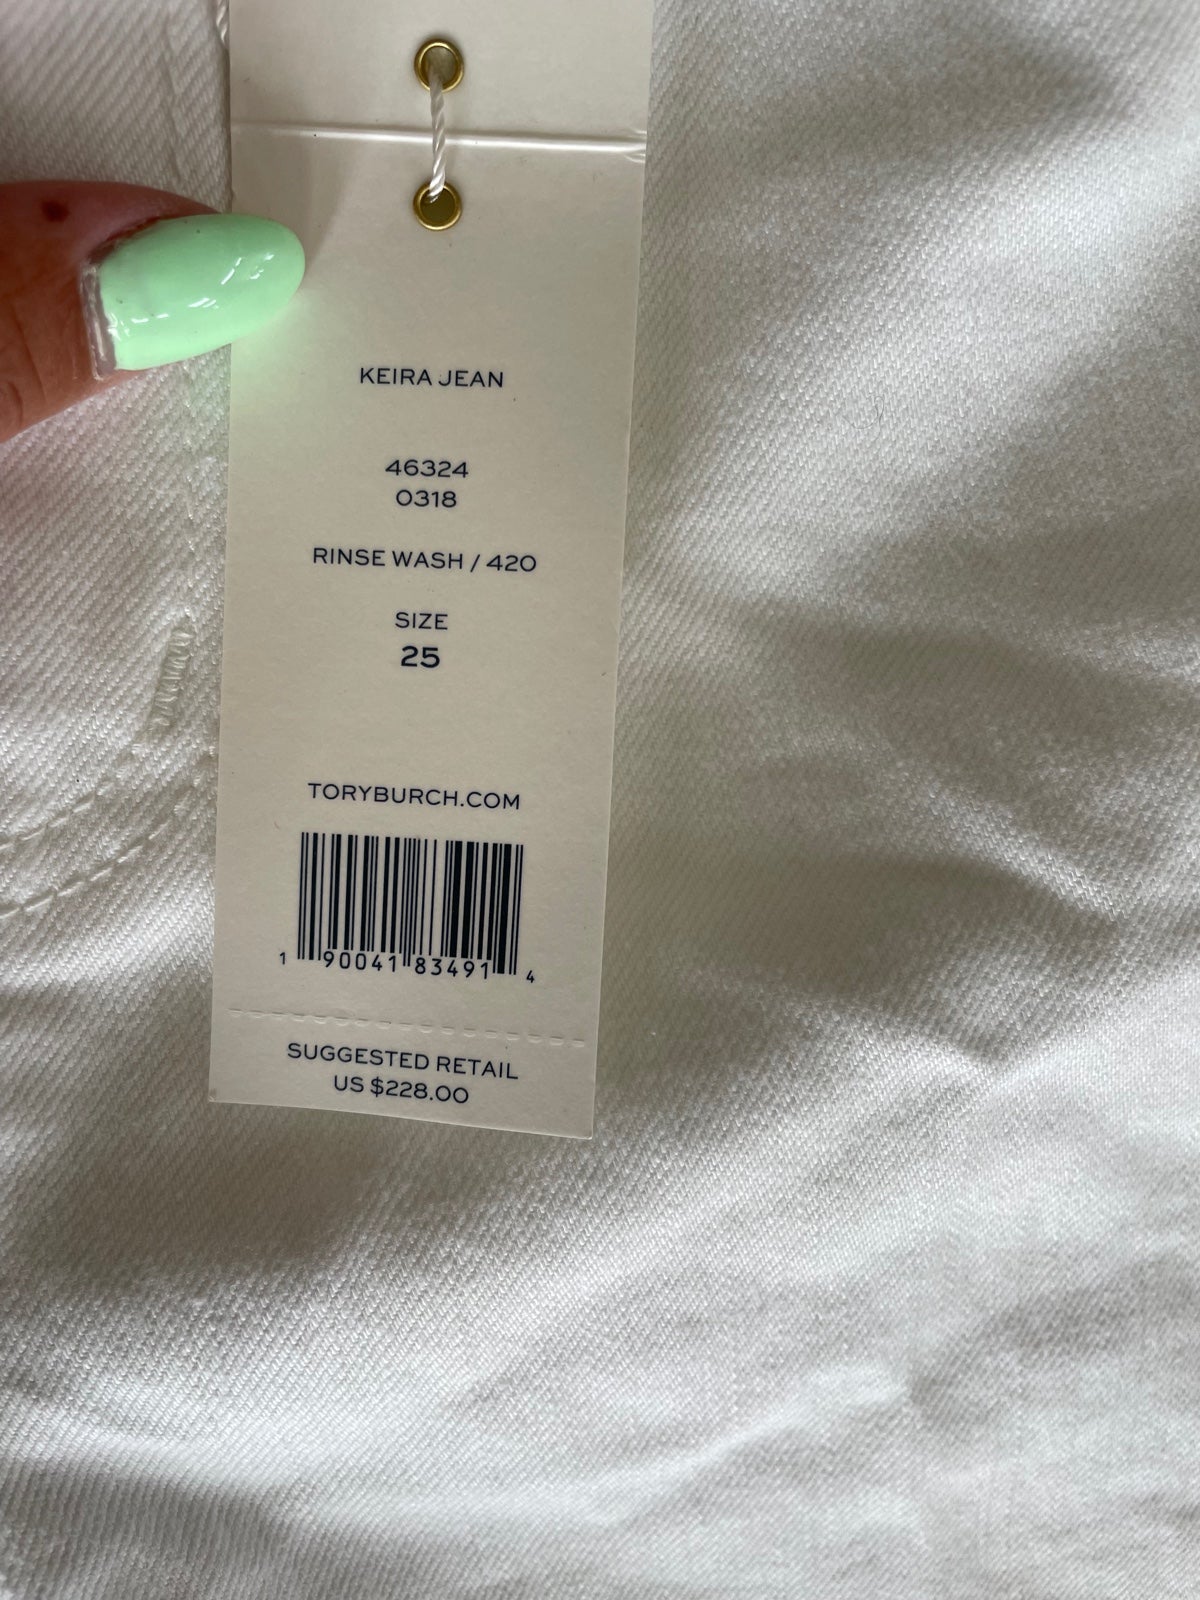 KEIRA JEAN
46324
0318
RINSE WASH / 420
SIZE
25
TORYBURCH.COM
1 90041 83491 4
SUGGESTED RETAIL
US $228.00